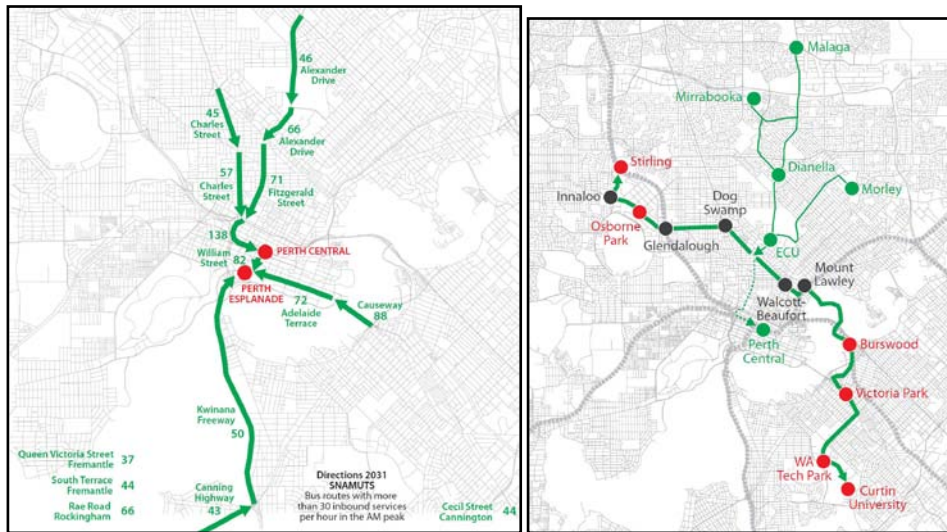 46
Alexander
Drive
45
Charles
Street
66
Alexander
Drive
57
Charles
Street
71
Fitzgerald
Street
138
William
Street
82
PERTH CENTRAL
PERTH
ESPLANADE
72
Adelaide
Terrace
Causeway
88
Kwinana
Freeway
50
Queen Victoria Street
Fremantle 37
South Terrace
Fremantle 44
Rae Road
Rockingham 66
Canning
Highway
43
Directions 2031
SNAMUTS
Bus routes with more
than 30 inbound services
per hour in the AM peak
Cecil Street
Cannington 44
Malaga
Mirrabooka
Stirling
Dianella
Morley
Innaloo
Osborne
Park
Dog
Swamp
Glendalough
ECU
Mount
Lawley
Walcott-
Beaufort
Perth
Central
Burswood
Victoria Park
WA
Tech Park
Curtin
University